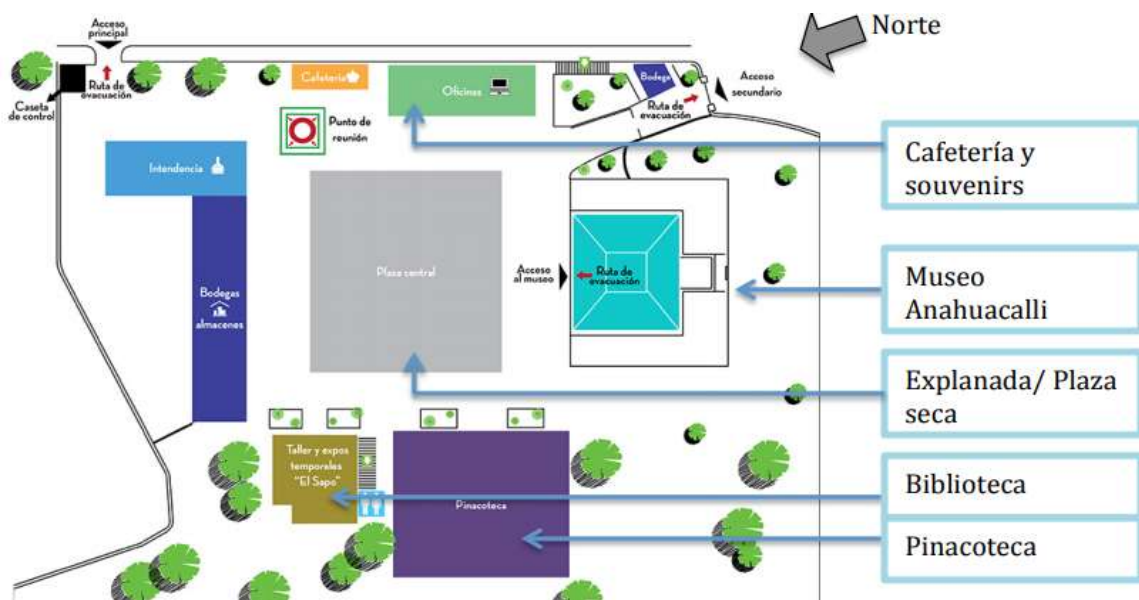 Acceso
principal
Norte
Caseta
de control
Ruta de
evacuación
Cafetería
Oficinas
Bodega
Acceso
secundario
Ruta de
evacuación
Punto de
reunión
Intendencia
Cafetería y
souvenirs
Plaza central
Acceso
al museo
Ruta de
evacuación
Museo
Anahuacalli
Bodegas
almacenes
Explanada/ Plaza
seca
Taller y expos
temporales
"El Sapo"
Pinacoteca
Biblioteca
Pinacoteca